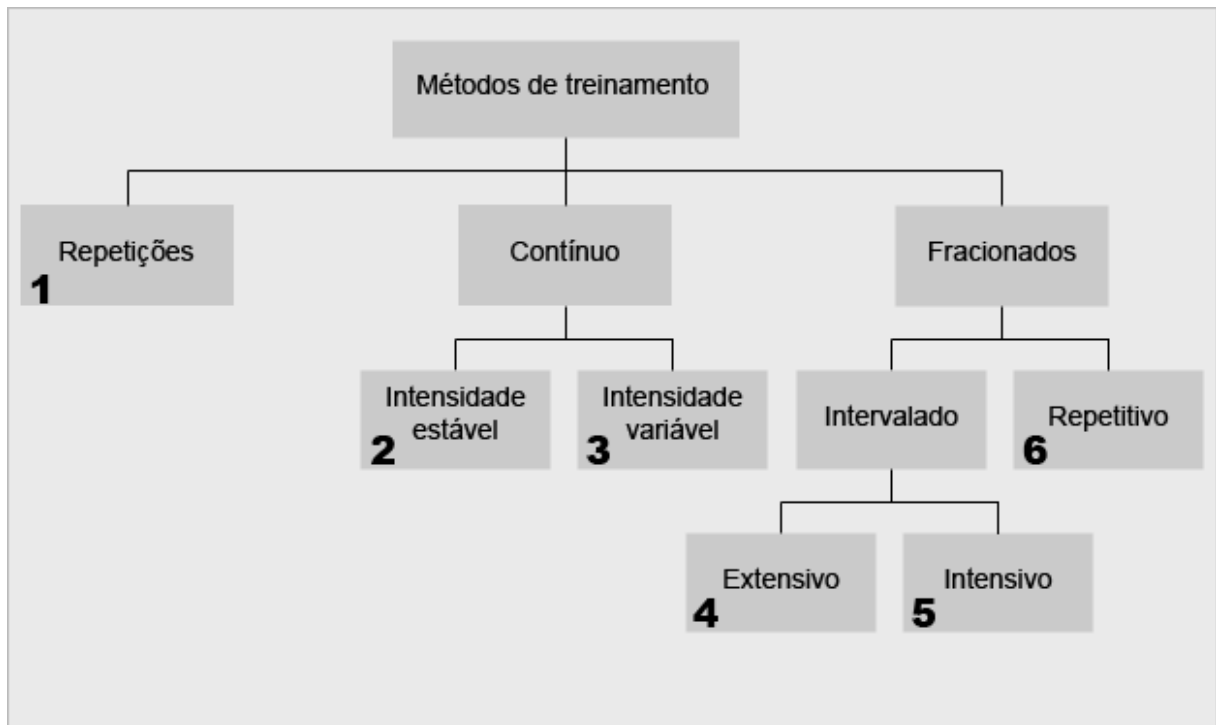 Métodos de treinamento
Repetições
1
Contínuo
Fracionados
Intensidade
estável
2
Intensidade
variável
3
Intervalado
Repetitivo
6
Extensivo
4
Intensivo
5